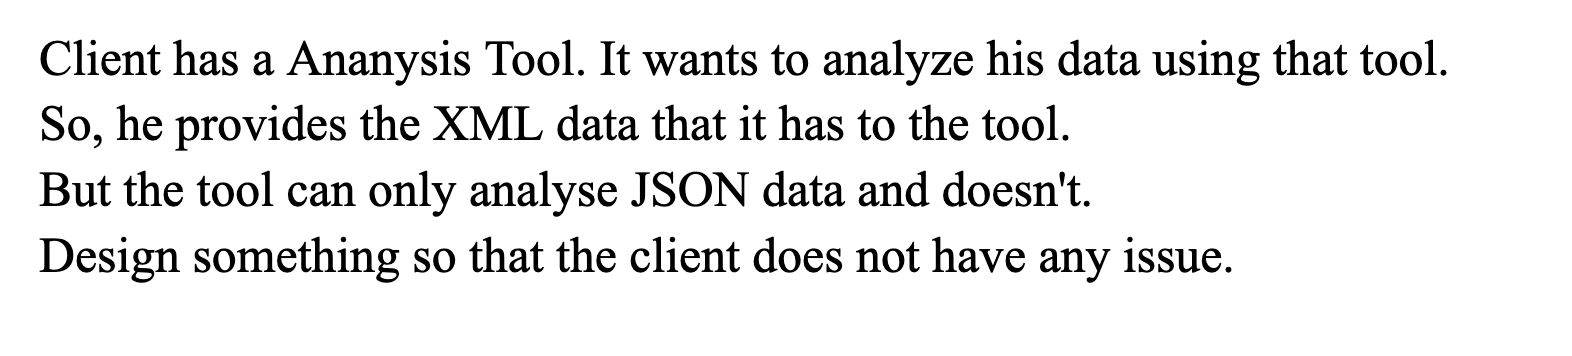 Client has a Ananysis Tool. It wants to analyze his data using that tool.
So, he provides the XML data that it has to the tool.
But the tool can only analyse JSON data and doesn't.
Design something so that the client does not have any issue.